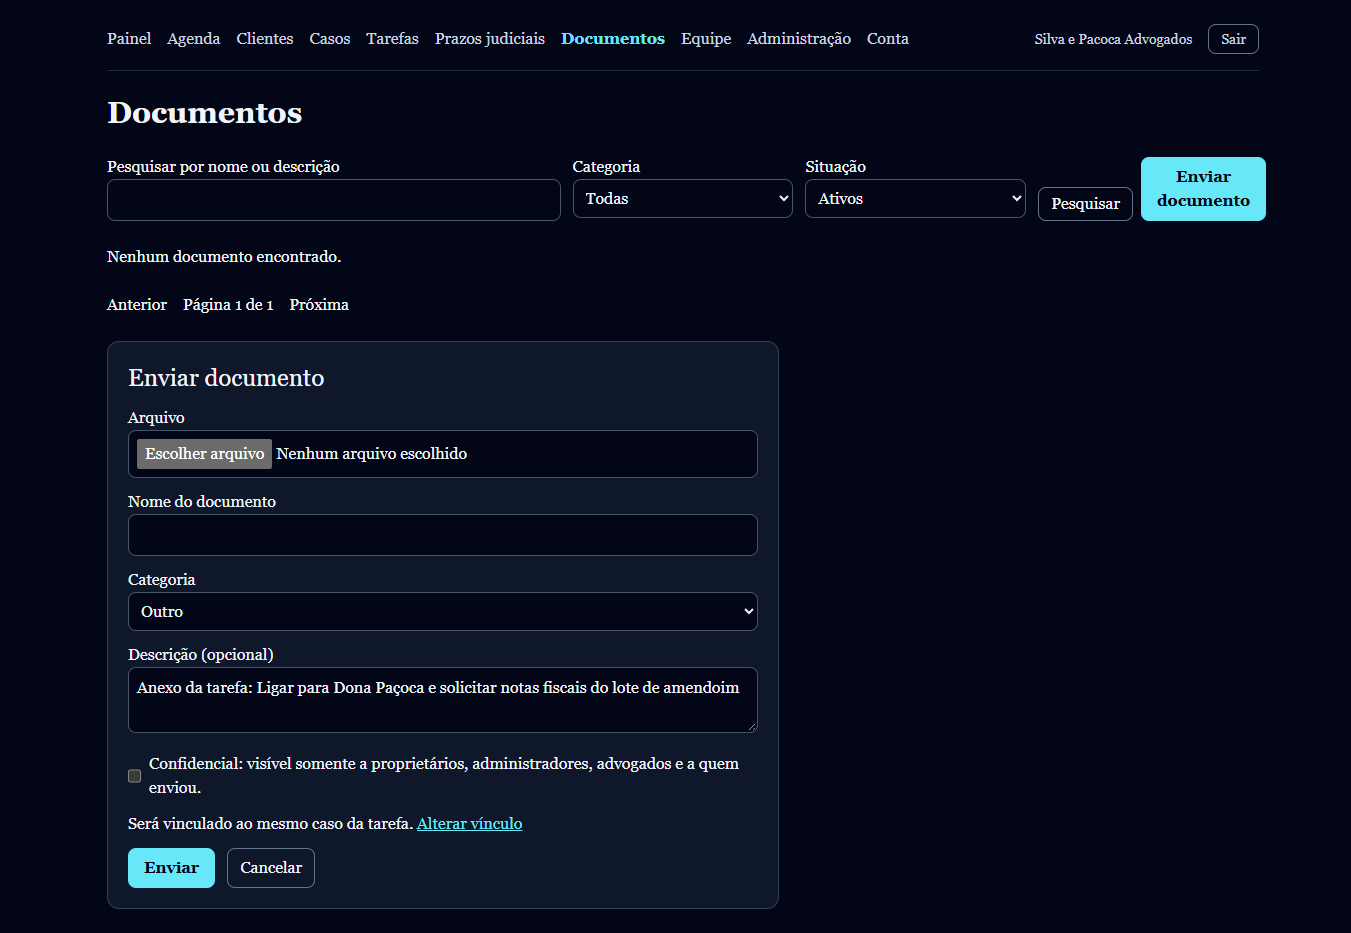 Painel Agenda Clientes Casos Tarefas Prazos judiciais Documentos Equipe Administração Conta Silva e Pacoca Advogados Sair
Documentos
Pesquisar por nome ou descrição
Categoria
Situação
Todas
Ativos
Pesquisar
Enviar
documento
Nenhum documento encontrado.
Anterior Página 1 de 1 Próxima
Enviar documento
Arquivo
Escolher arquivo Nenhum arquivo escolhido
Nome do documento
Categoria
Outro
Descrição (opcional)
Anexo da tarefa: Ligar para Dona Paçoca e solicitar notas fiscais do lote de amendoim
Confidencial: visível somente a proprietários, administradores, advogados e a quem
enviou.
Será vinculado ao mesmo caso da tarefa. Alterar vínculo
Enviar Cancelar